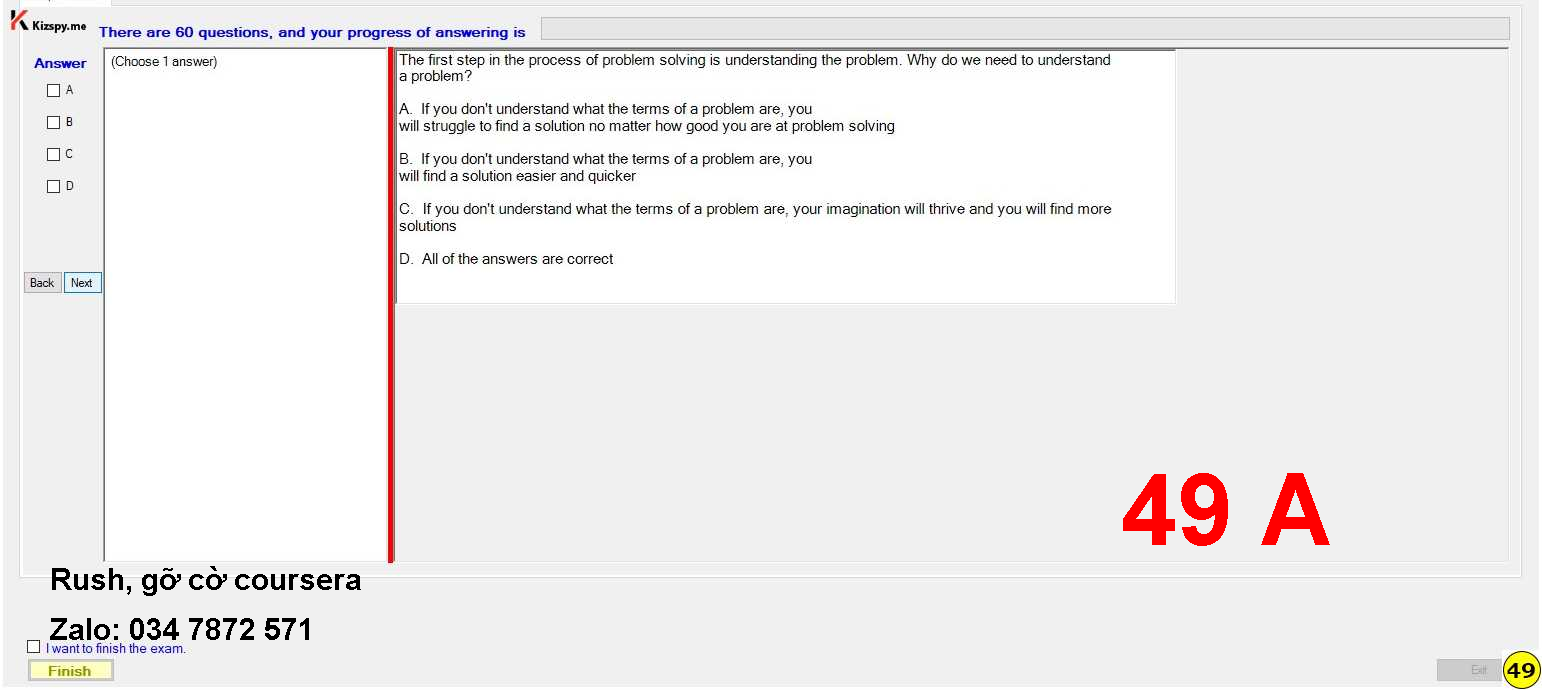 Kizspy.me
There are 60 questions, and your progress of answering is
Answer
A
B
C
D
Back Next
(Choose 1 answer)
The first step in the process of problem solving is understanding the problem. Why do we need to understand
a problem?
A. If you don't understand what the terms of a problem are, you
will struggle to find a solution no matter how good you are at problem solving
B. If you don't understand what the terms of a problem are, you
will find a solution easier and quicker
C. If you don't understand what the terms of a problem are, your imagination will thrive and you will find more
solutions
D. All of the answers are correct
49 A
Rush, gỡ cờ coursera
Zalo: 034 7872 571
I want to finish the exam.
Finish
Exit
49